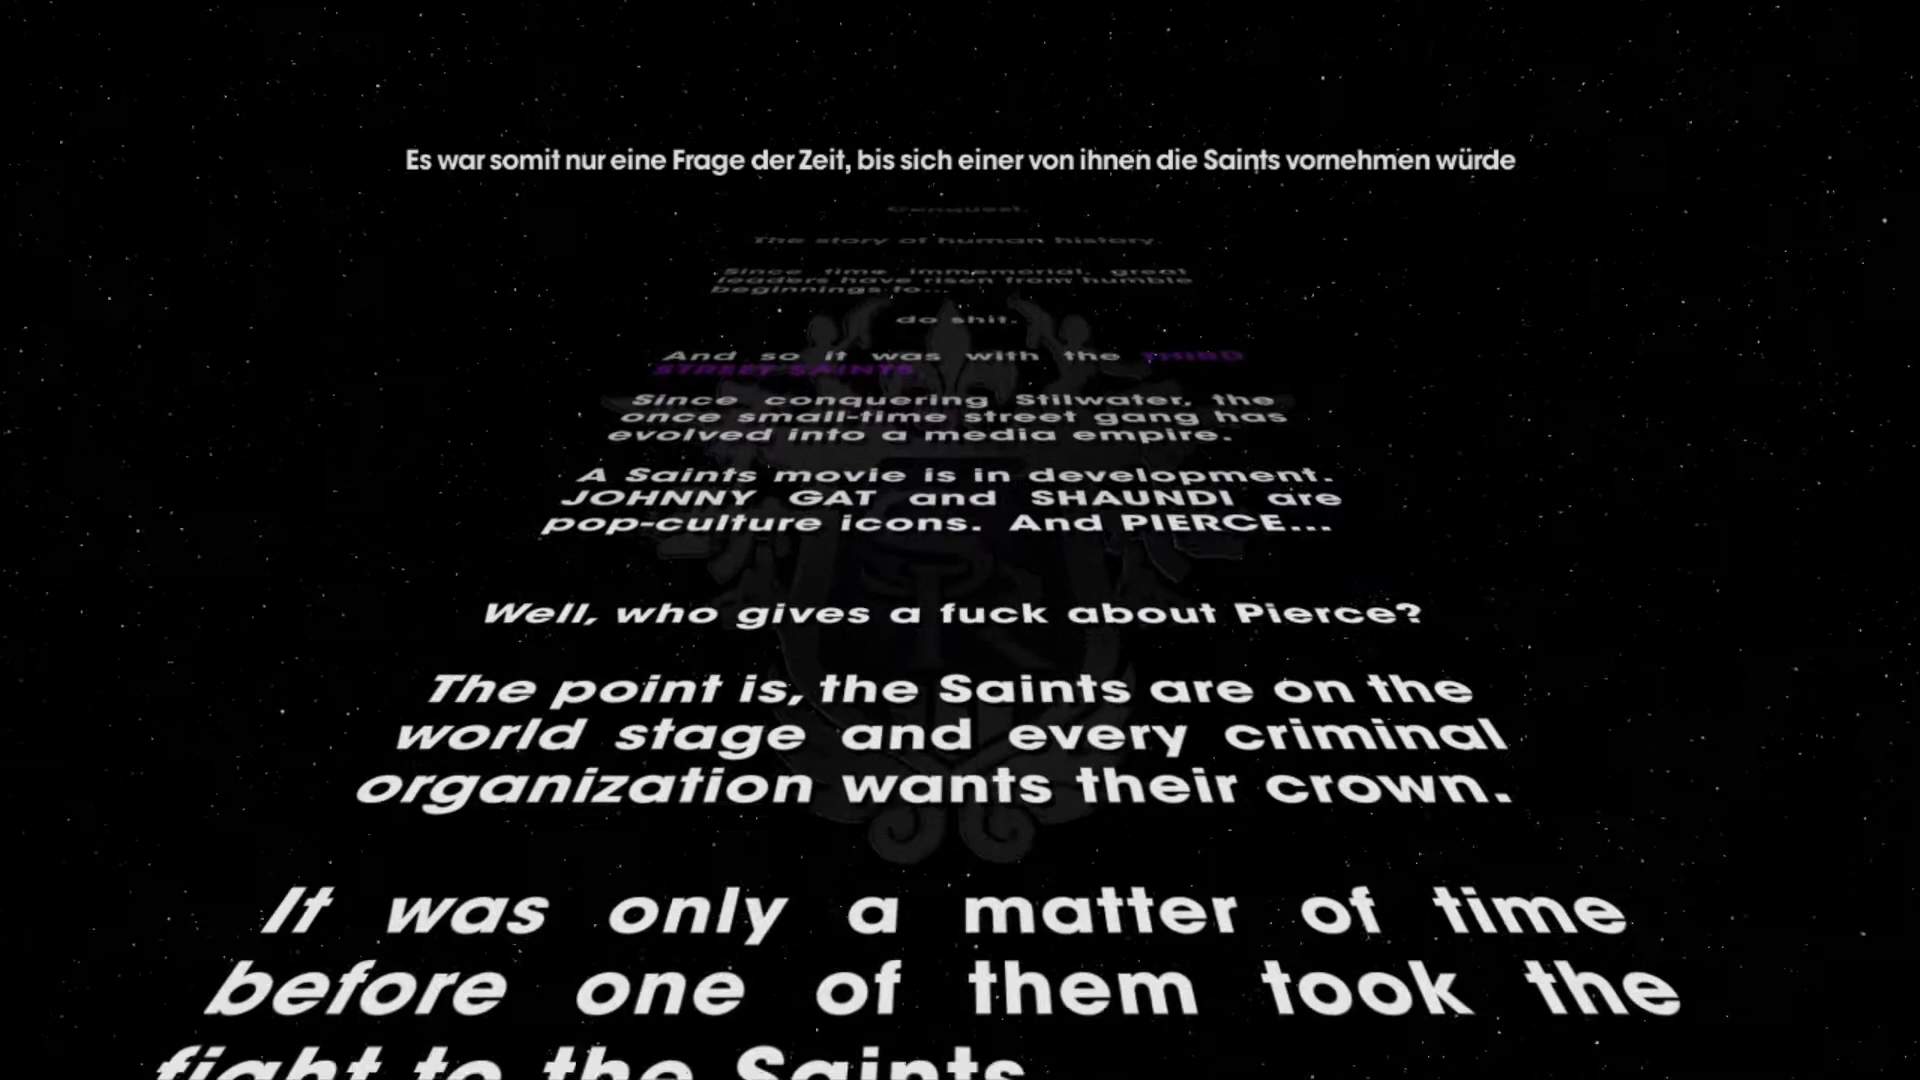 Es war somit nur eine Frage der Zeit, bis sich einer von ihnen die Saints vornehmen würde
Conquest.
The story of human history.
Since time immemorial, great
leaders have risen from humble
beginnings to...
do shit.
And so it was with the THIRD
STREET SAINTS.
Since conquering Stilwater, the
once small-time street gang has
evolved into a media empire.
A Saints movie is in development.
JOHNNY GAT and SHAUNDI are
pop-culture icons. And PIERCE...
Well, who gives a fuck about Pierce?
The point is, the Saints are on the
world stage and every criminal
organization wants their crown.
It was only a matter of time
before one of them took the
fight to the Saints